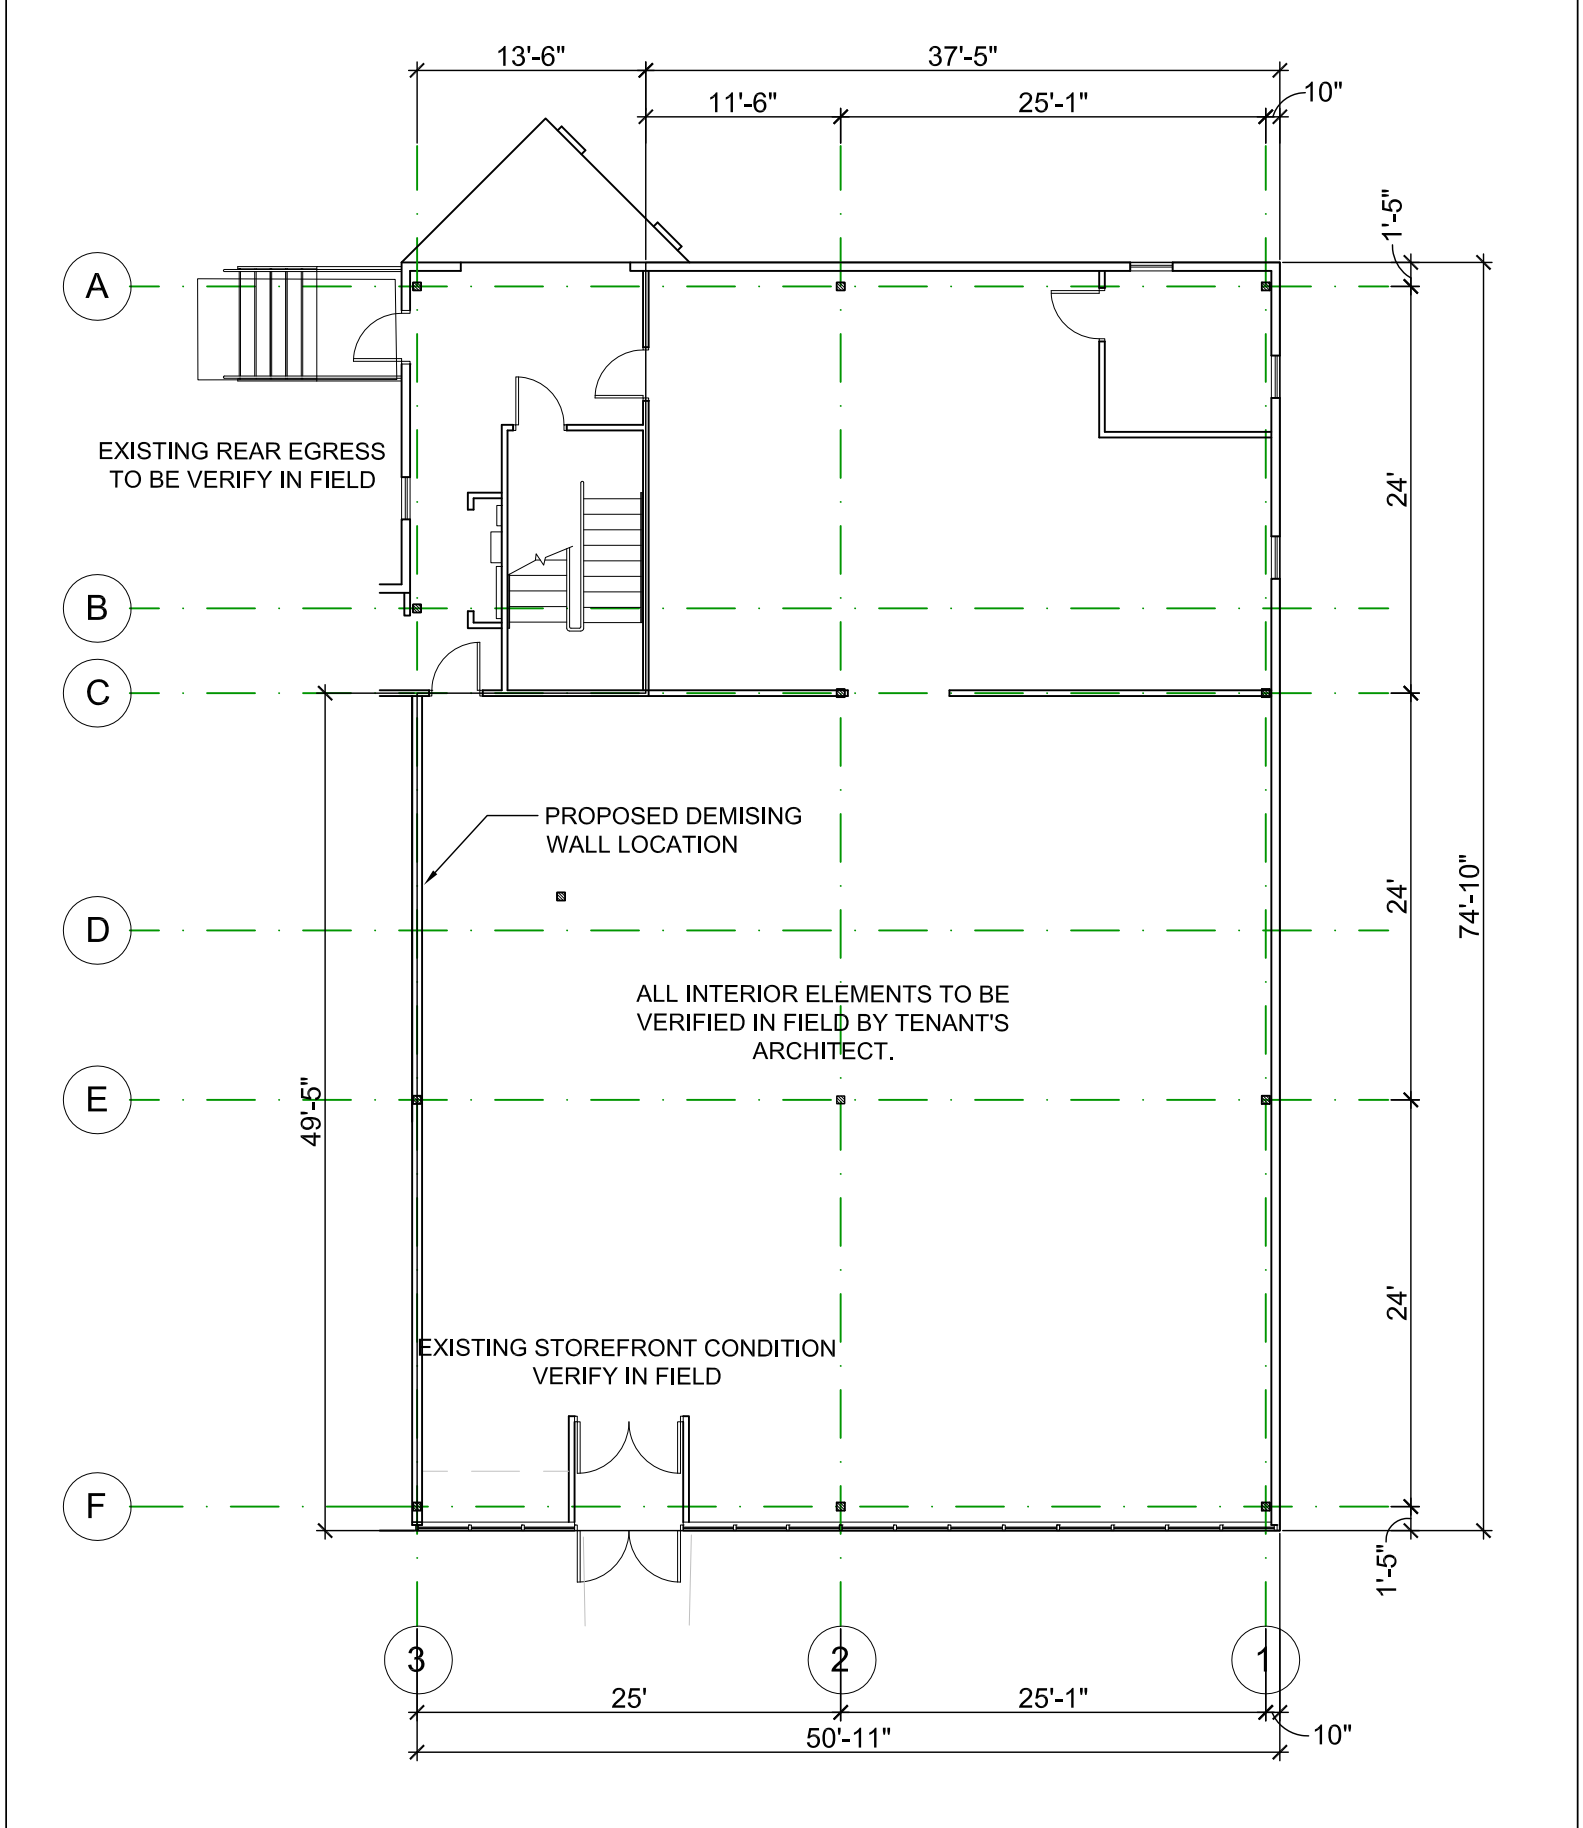 13'-6"
37'-5"
11'-6"
25'-1"
10"
1'-5"
A
EXISTING REAR EGRESS
TO BE VERIFY IN FIELD
24'
B
C
PROPOSED DEMISING
WALL LOCATION
24'
74'-10"
D
ALL INTERIOR ELEMENTS TO BE
VERIFIED IN FIELD BY TENANT'S
ARCHITECT.
E
49'-5"
24'
EXISTING STOREFRONT CONDITION
VERIFY IN FIELD
F
1'-5"
3
2
1
25'
25'-1"
10"
50'-11"